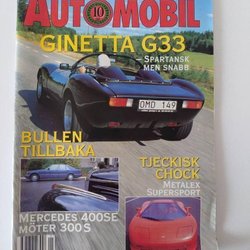 AUTOMOBIL
10
GINETTA G33
SPARTANSK
MEN SNABB
OMD 149
BULLEN
TILLBAKA
TJECKISK
CHOCK
METALEX
SUPERSPORT
MERCEDES 400SE
MÖTER 300S